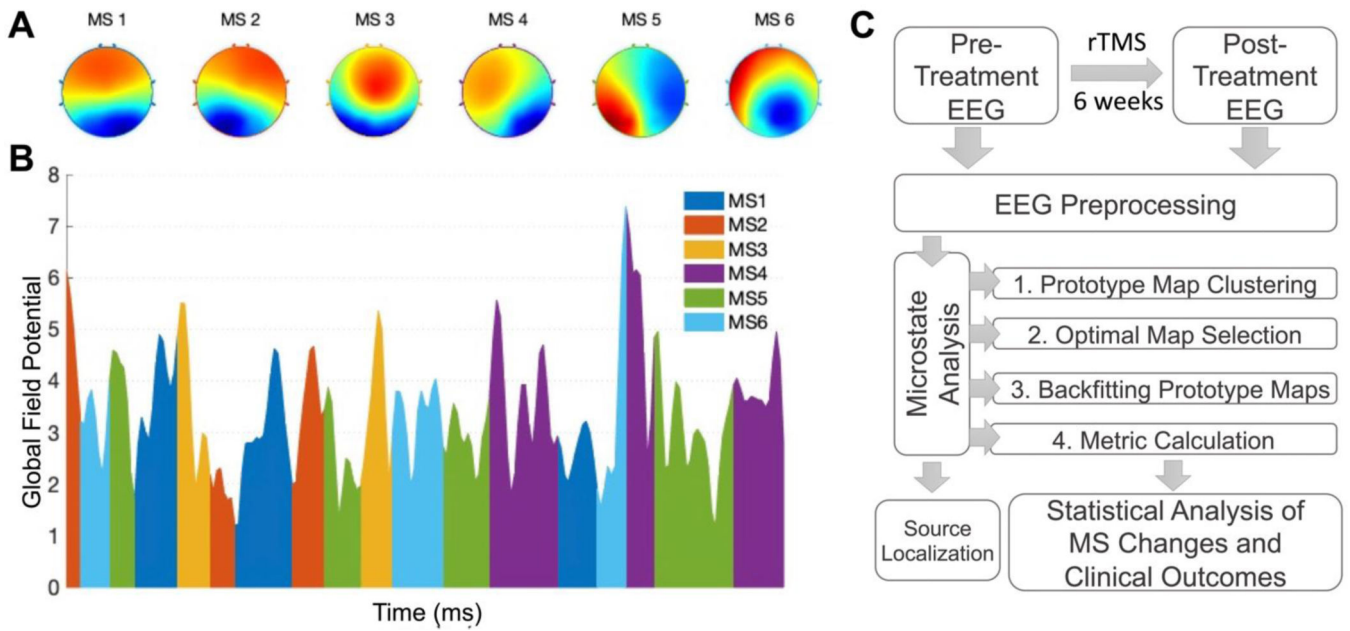 A
MS 1 MS 2 MS 3 MS 4 MS 5 MS 6
B
Global Field Potential
8
7
6
5
4
3
2
1
0
MS1
MS2
MS3
MS4
MS5
MS6
Time (ms)
C
Pre-
Treatment
EEG
rTMS
6 weeks
Post-
Treatment
EEG
EEG Preprocessing
Microstate
Analysis
1. Prototype Map Clustering
2. Optimal Map Selection
3. Backfitting Prototype Maps
4. Metric Calculation
Source
Localization
Statistical Analysis of
MS Changes and
Clinical Outcomes